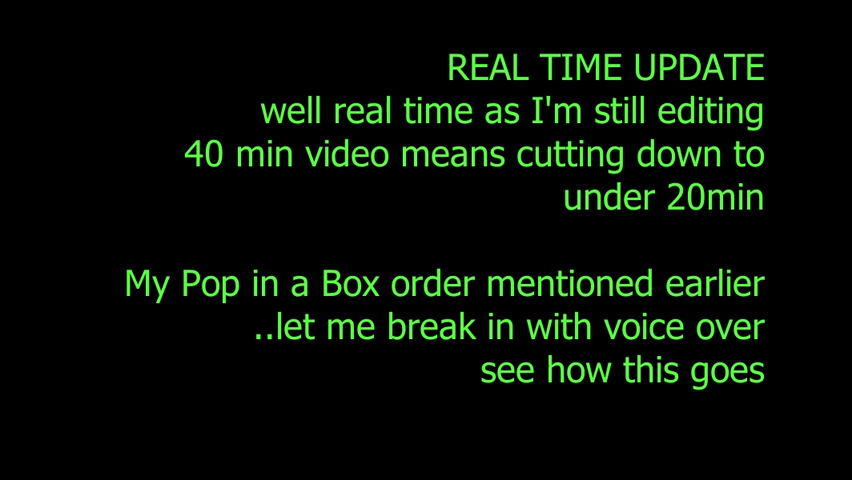 REAL TIME UPDATE
well real time as I'm still editing
40 min video means cutting down to
under 20min
My Pop in a Box order mentioned earlier
..let me break in with voice over
see how this goes